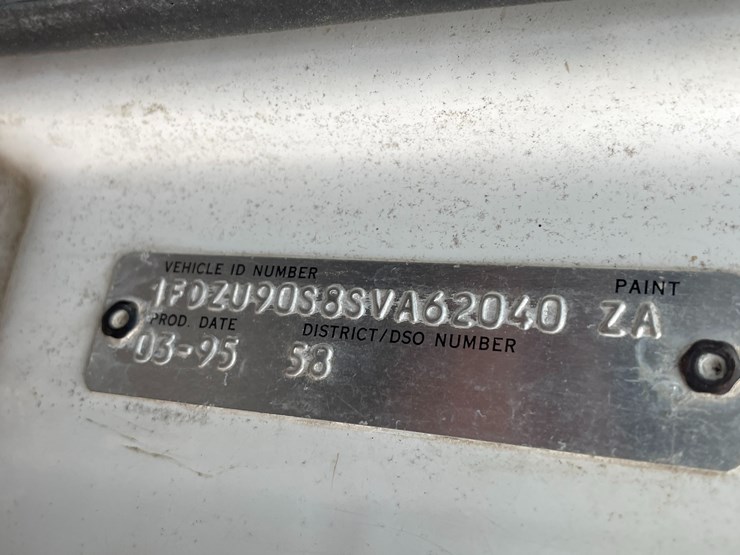 VEHICLE ID NUMBER PAINT
1FDZU90S8SVA62040 ZA
PROD. DATE DISTRICT/DSO NUMBER
03-95 58